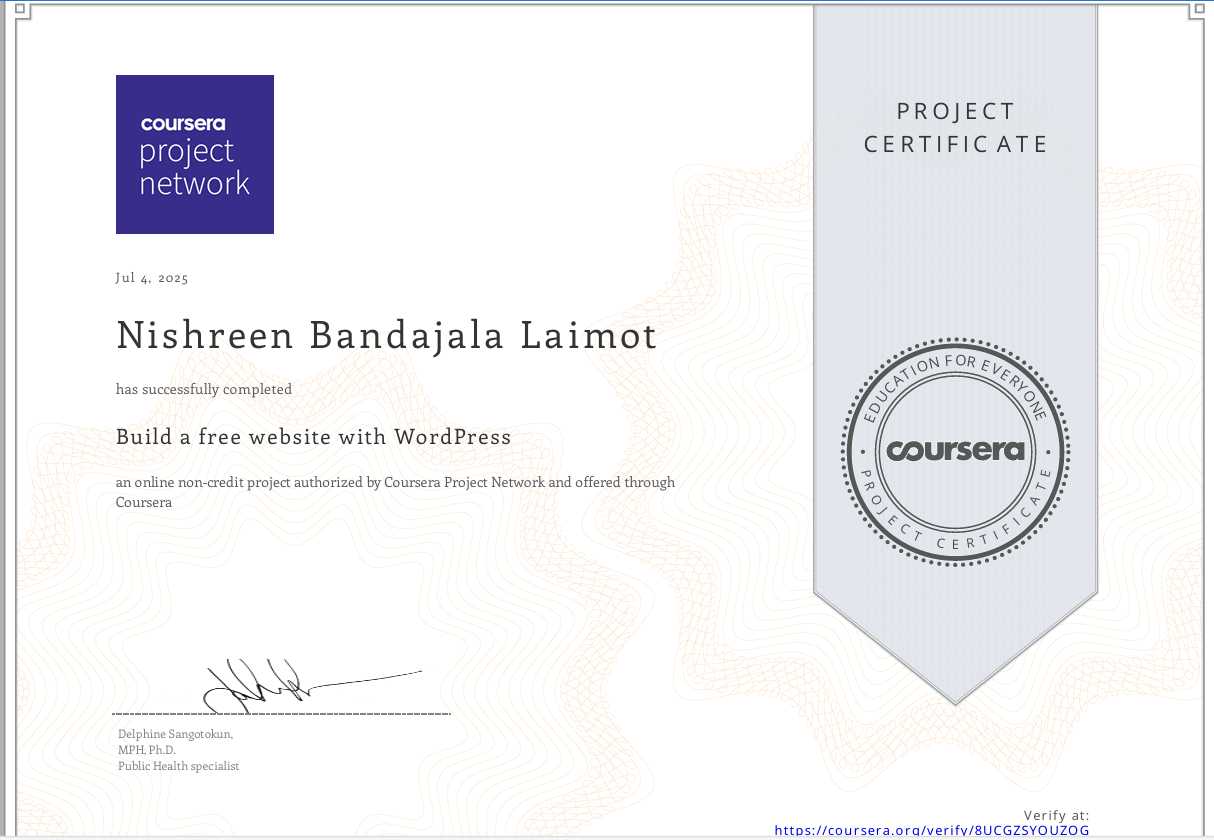 coursera
project
network
PROJECT
CERTIFICATE
Jul 4, 2025
Nishreen Bandajala Laimot
has successfully completed
Build a free website with WordPress
an online non-credit project authorized by Coursera Project Network and offered through
Coursera
EDUCATION FOR EVERYONE
coursera
PROJECT CERTIFICATE
Delphine Sangotokun,
MPH, Ph.D.
Public Health specialist
Verify at:
https://coursera.org/verify/8UCGZSYOUZOG